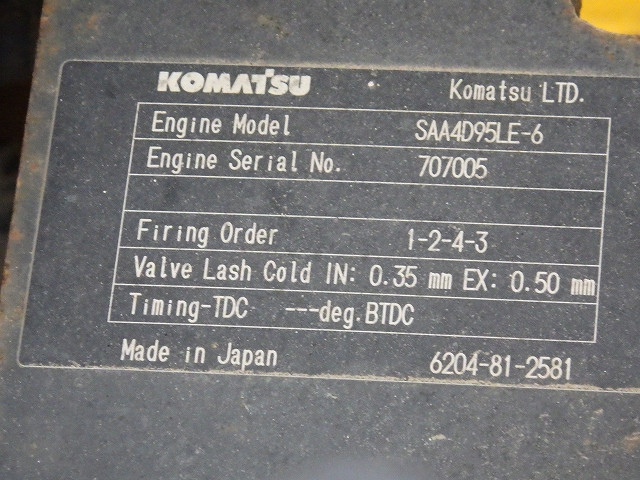 KOMATSU Komatsu LTD.
Engine Model SAA4D95LE-6
Engine Serial No. 707005
Firing Order 1-2-4-3
Valve Lash Cold IN: 0.35 mm EX: 0.50 mm
Timing-TDC ---deg.BTDC
Made in Japan 6204-81-2581